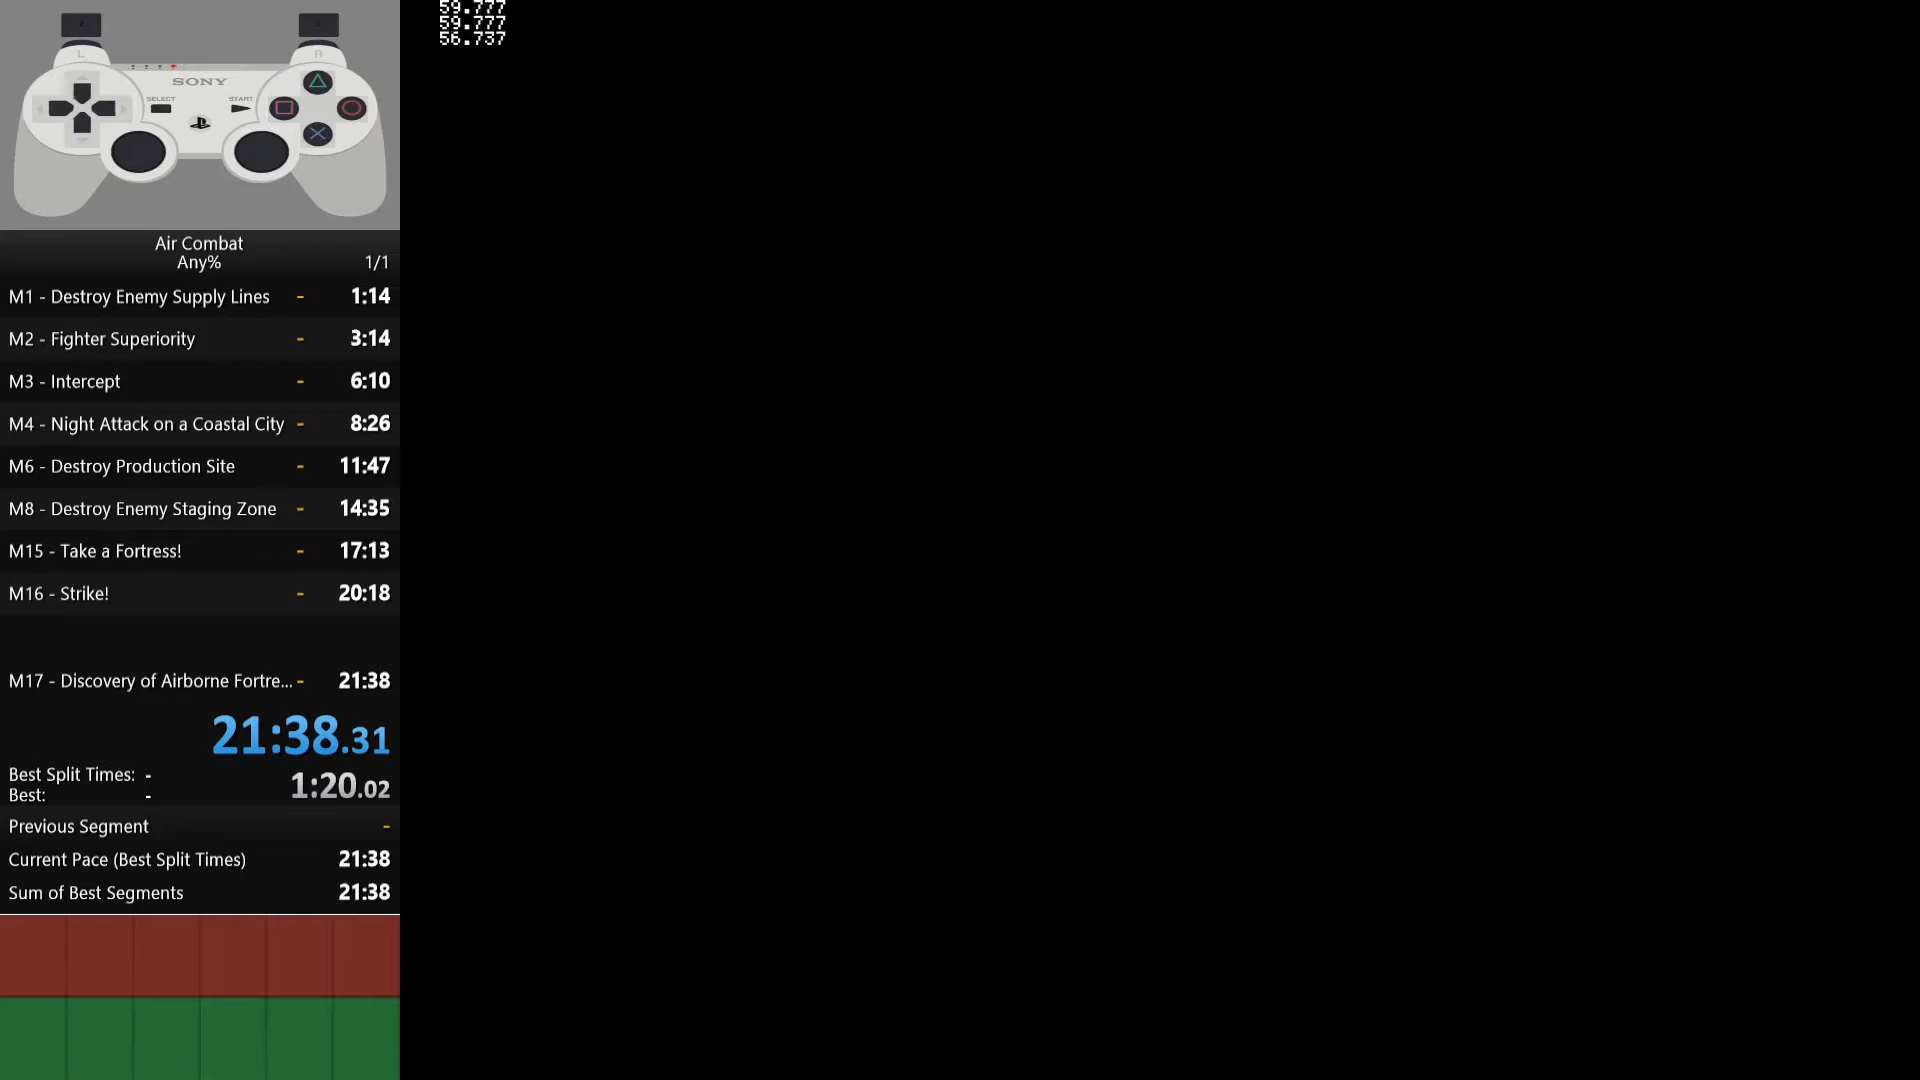 59.777
59.777
56.737
L
R
SONY
SELECT
START
Air Combat
Any%
1/1
M1 - Destroy Enemy Supply Lines - 1:14
M2 - Fighter Superiority - 3:14
M3 - Intercept - 6:10
M4 - Night Attack on a Coastal City - 8:26
M6 - Destroy Production Site - 11:47
M8 - Destroy Enemy Staging Zone - 14:35
M15 - Take a Fortress! - 17:13
M16 - Strike! - 20:18
M17 - Discovery of Airborne Fortre... - 21:38
21:38.31
Best Split Times: -
Best: -
1:20.02
Previous Segment -
Current Pace (Best Split Times) 21:38
Sum of Best Segments 21:38